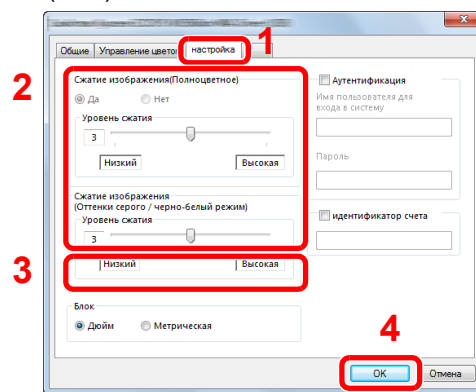 1
Общие Управление цветом настройка
2
Сжатие изображения(Полноцветное)
Да Нет
Уровень сжатия
3
Низкий Высокая
Сжатие изображения
(Оттенки серого / черно-белый режим)
Уровень сжатия
3
3
Низкий Высокая
Блок
Дюйм Метрическая
Аутентификация
Имя пользователя для
входа в систему
Пароль
идентификатор счета
4
OK Отмена